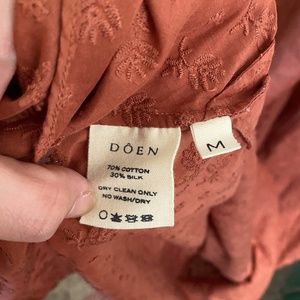 DÔEN
M
70% COTTON
30% SILK
DRY CLEAN ONLY
NO WASH/DRY